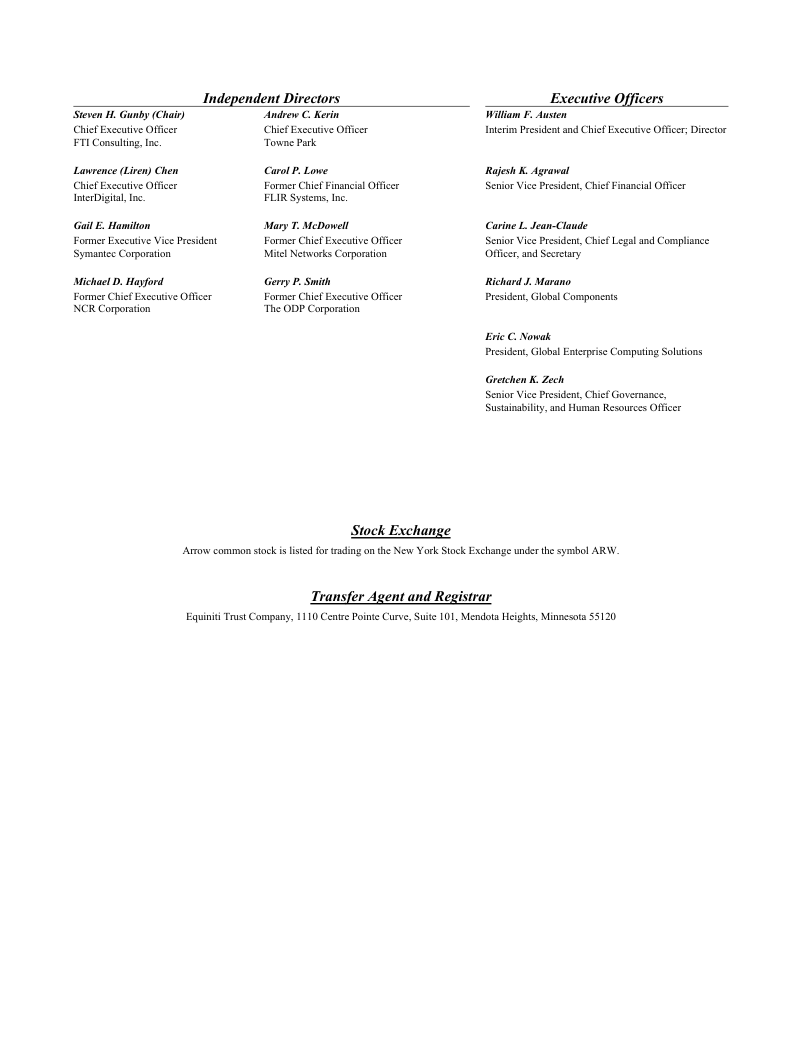 Independent Directors
Steven H. Gunby (Chair)
Chief Executive Officer
FTI Consulting, Inc.
Lawrence (Liren) Chen
Chief Executive Officer
InterDigital, Inc.
Gail E. Hamilton
Former Executive Vice President
Symantec Corporation
Michael D. Hayford
Former Chief Executive Officer
NCR Corporation
Andrew C. Kerin
Chief Executive Officer
Towne Park
Carol P. Lowe
Former Chief Financial Officer
FLIR Systems, Inc.
Mary T. McDowell
Former Chief Executive Officer
Mitel Networks Corporation
Gerry P. Smith
Former Chief Executive Officer
The ODP Corporation
Executive Officers
William F. Austen
Interim President and Chief Executive Officer; Director
Rajesh K. Agrawal
Senior Vice President, Chief Financial Officer
Carine L. Jean-Claude
Senior Vice President, Chief Legal and Compliance
Officer, and Secretary
Richard J. Marano
President, Global Components
Eric C. Nowak
President, Global Enterprise Computing Solutions
Gretchen K. Zech
Senior Vice President, Chief Governance,
Sustainability, and Human Resources Officer
Stock Exchange
Arrow common stock is listed for trading on the New York Stock Exchange under the symbol ARW.
Transfer Agent and Registrar
Equiniti Trust Company, 1110 Centre Pointe Curve, Suite 101, Mendota Heights, Minnesota 55120